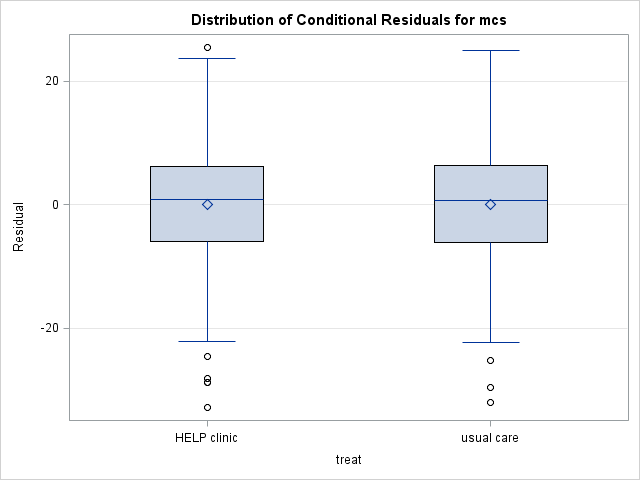 Distribution of Conditional Residuals for mcs
20
0
-20
Residual
HELP clinic
usual care
treat